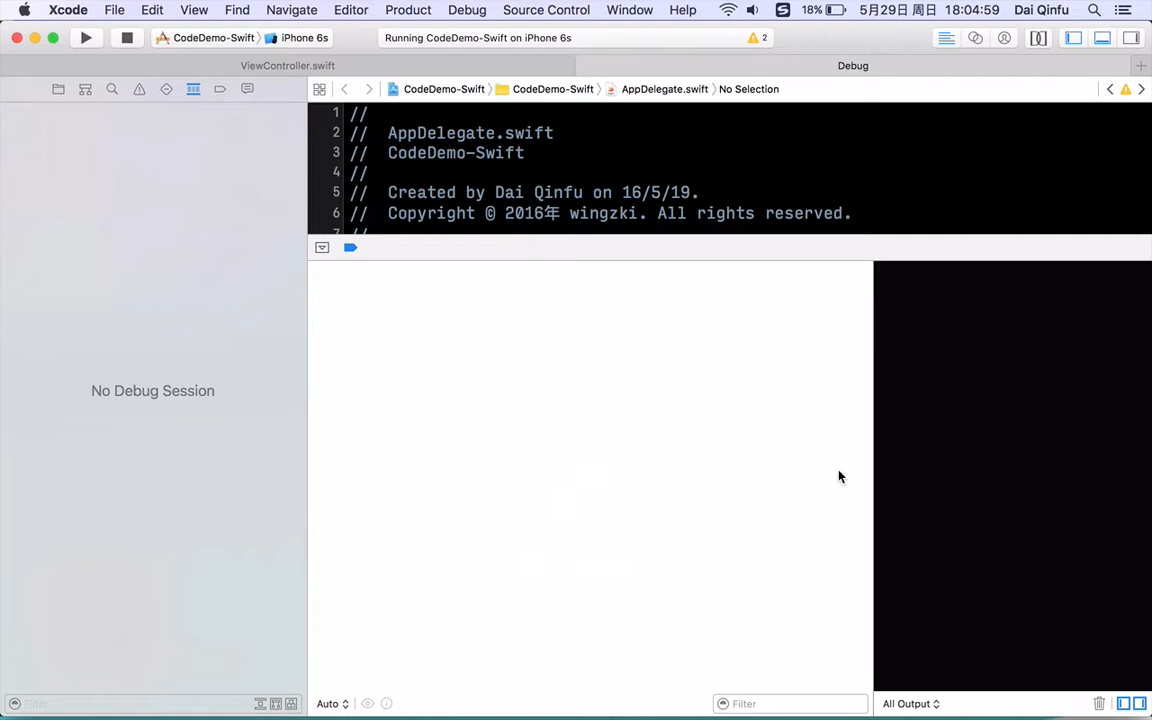 Xcode File Edit View Find Navigate Editor Product Debug Source Control Window Help 18% 5月29日 周日 18:04:59 Dai Qinfu
CodeDemo-Swift iPhone 6s Running CodeDemo-Swift on iPhone 6s 2
ViewController.swift Debug
CodeDemo-Swift CodeDemo-Swift AppDelegate.swift No Selection
1 //
2 // AppDelegate.swift
3 // CodeDemo-Swift
4 //
5 // Created by Dai Qinfu on 16/5/19.
6 // Copyright © 2016年 wingzki. All rights reserved.
7 //
No Debug Session
Filter Auto Filter All Output